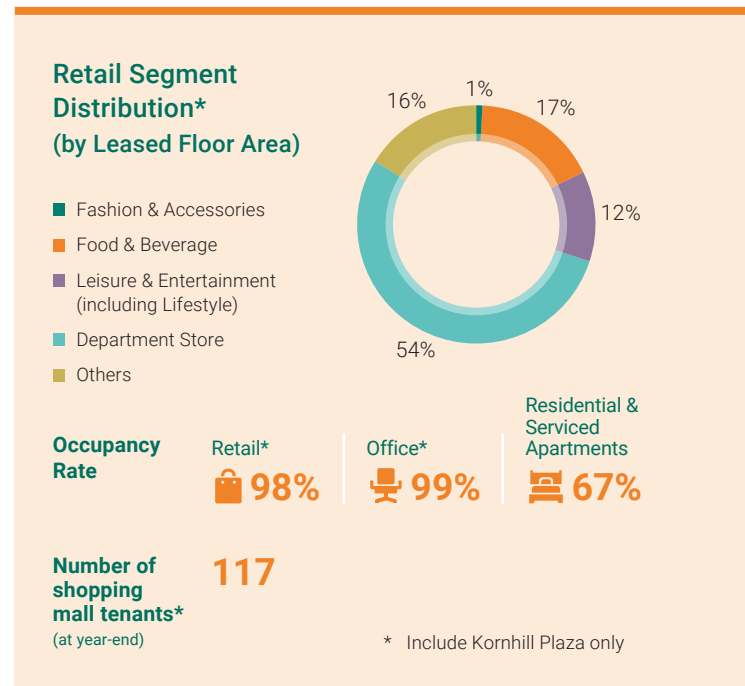 Retail Segment
Distribution*
(by Leased Floor Area)
Fashion & Accessories
Food & Beverage
Leisure & Entertainment
(including Lifestyle)
Department Store
Others
1%
17%
12%
54%
16%
Occupancy
Rate
Retail*
98%
Office*
99%
Residential &
Serviced
Apartments
67%
Number of
shopping
mall tenants*
(at year-end)
117
* Include Kornhill Plaza only